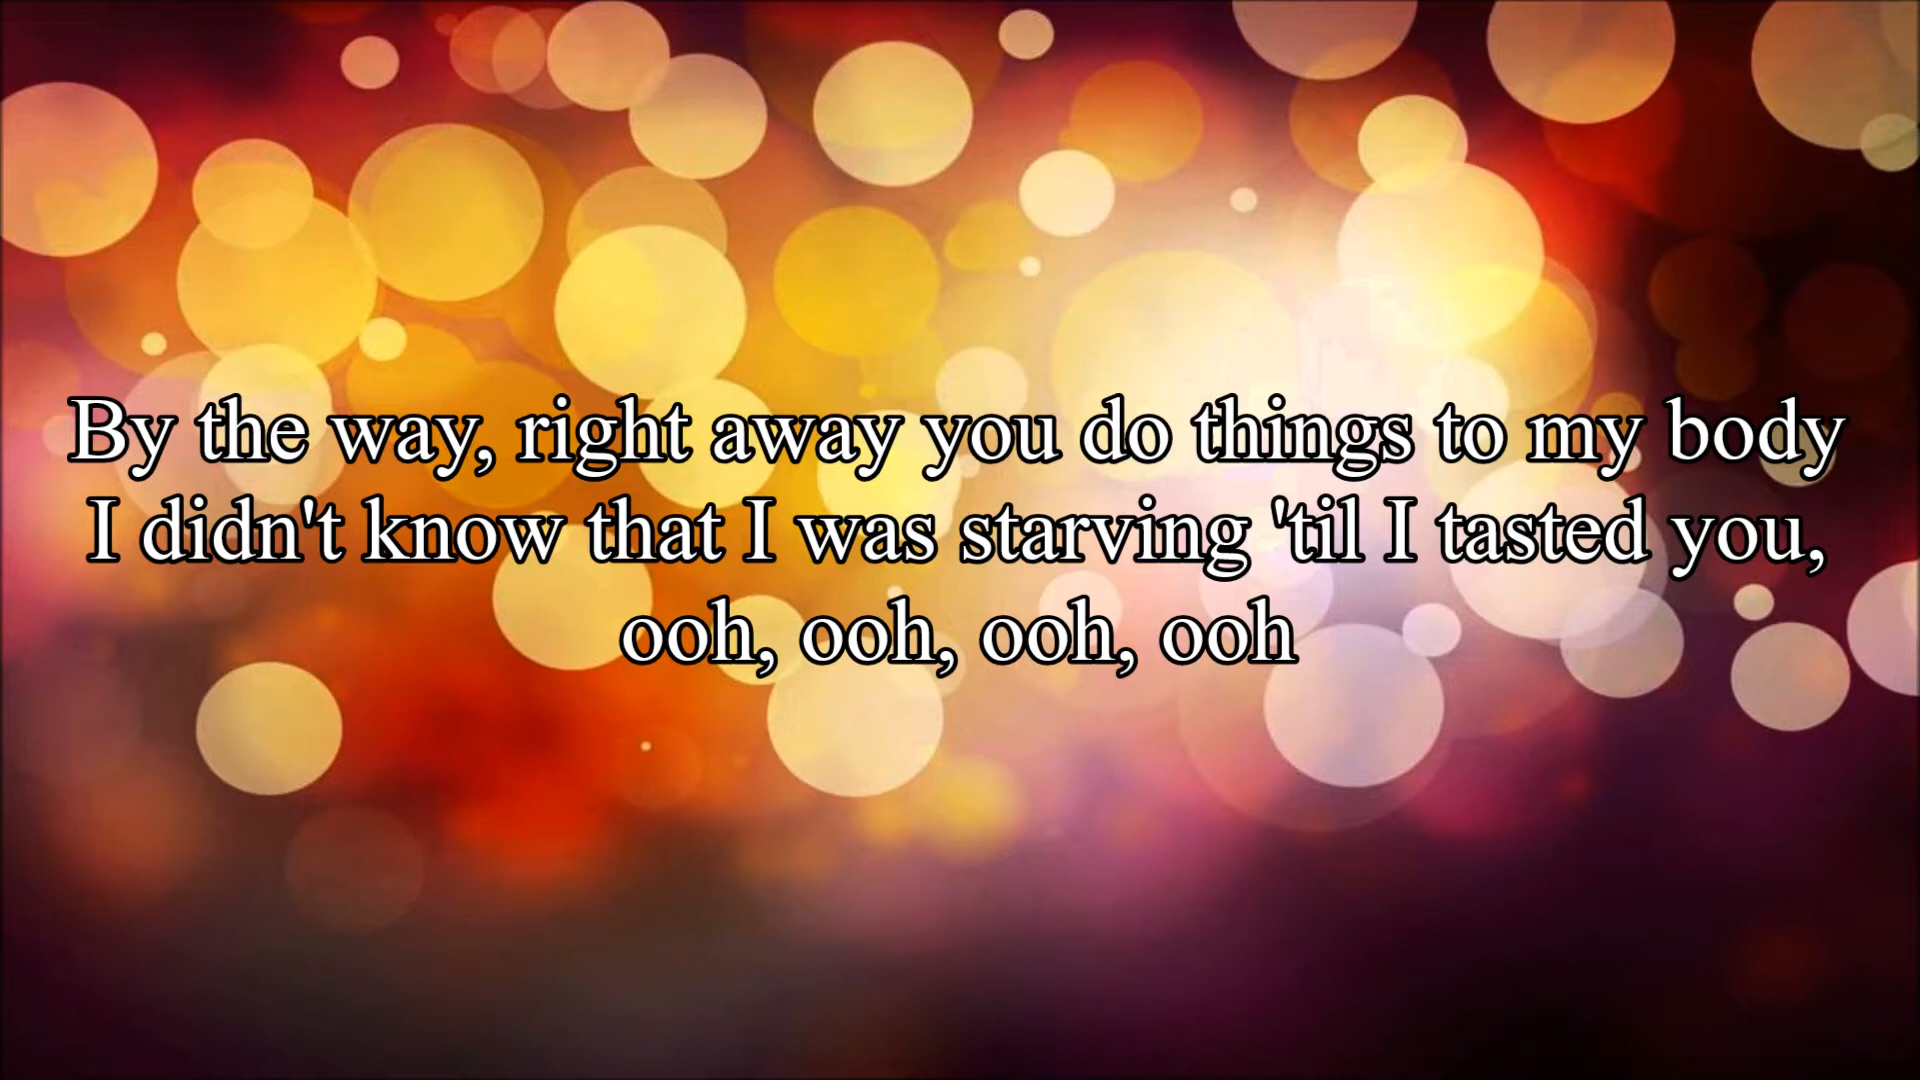 By the way, right away you do things to my body
I didn't know that I was starving 'til I tasted you,
ooh, ooh, ooh, ooh